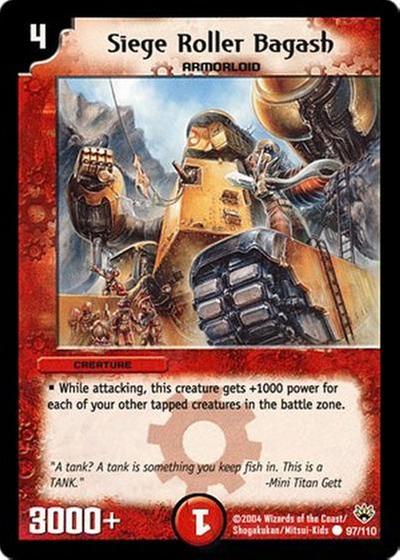 4
Siege Roller Bagash
ARMORLOID
CREATURE
▪ While attacking, this creature gets +1000 power for
each of your other tapped creatures in the battle zone.
"A tank? A tank is something you keep fish in. This is a
TANK."
-Mini Titan Gett
3000+
1
©2004 Wizards of the Coast/
Shogakukan/Mitsui-Kids ● 97/110